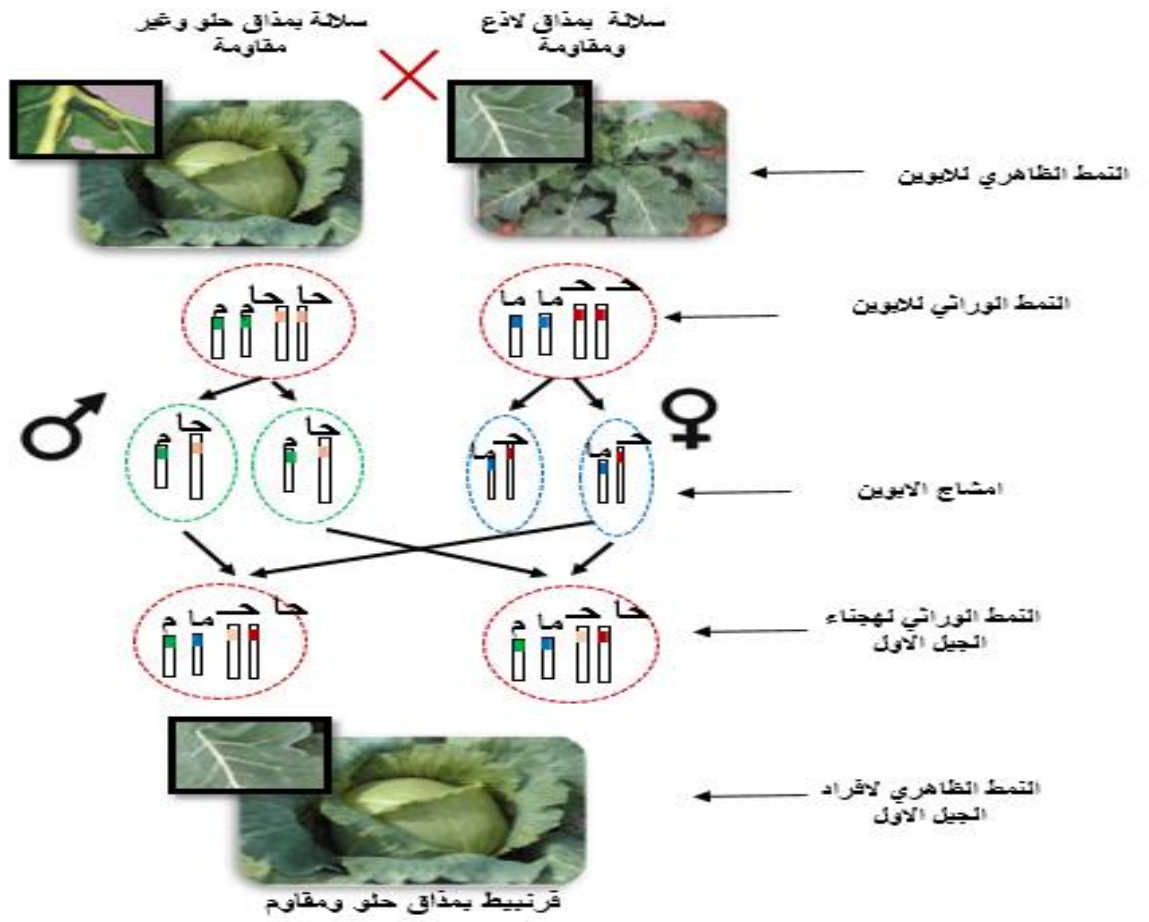 سلالة بمذاق لاذع
ومقاومة
سلالة بمذاق حلو وغير
مقاومة
النمط الظاهري للابوين
حـ حـ ما ما
حا حا م م
النمط الوراثي للابوين
حـ ما
حـ ما
حا م
حا م
امشاج الابوين
حا حـ ما م
حا حـ ما م
النمط الوراثي لهجناء
الجيل الاول
النمط الظاهري لافراد
الجيل الاول
قرنبيط بمذاق حلو ومقاوم